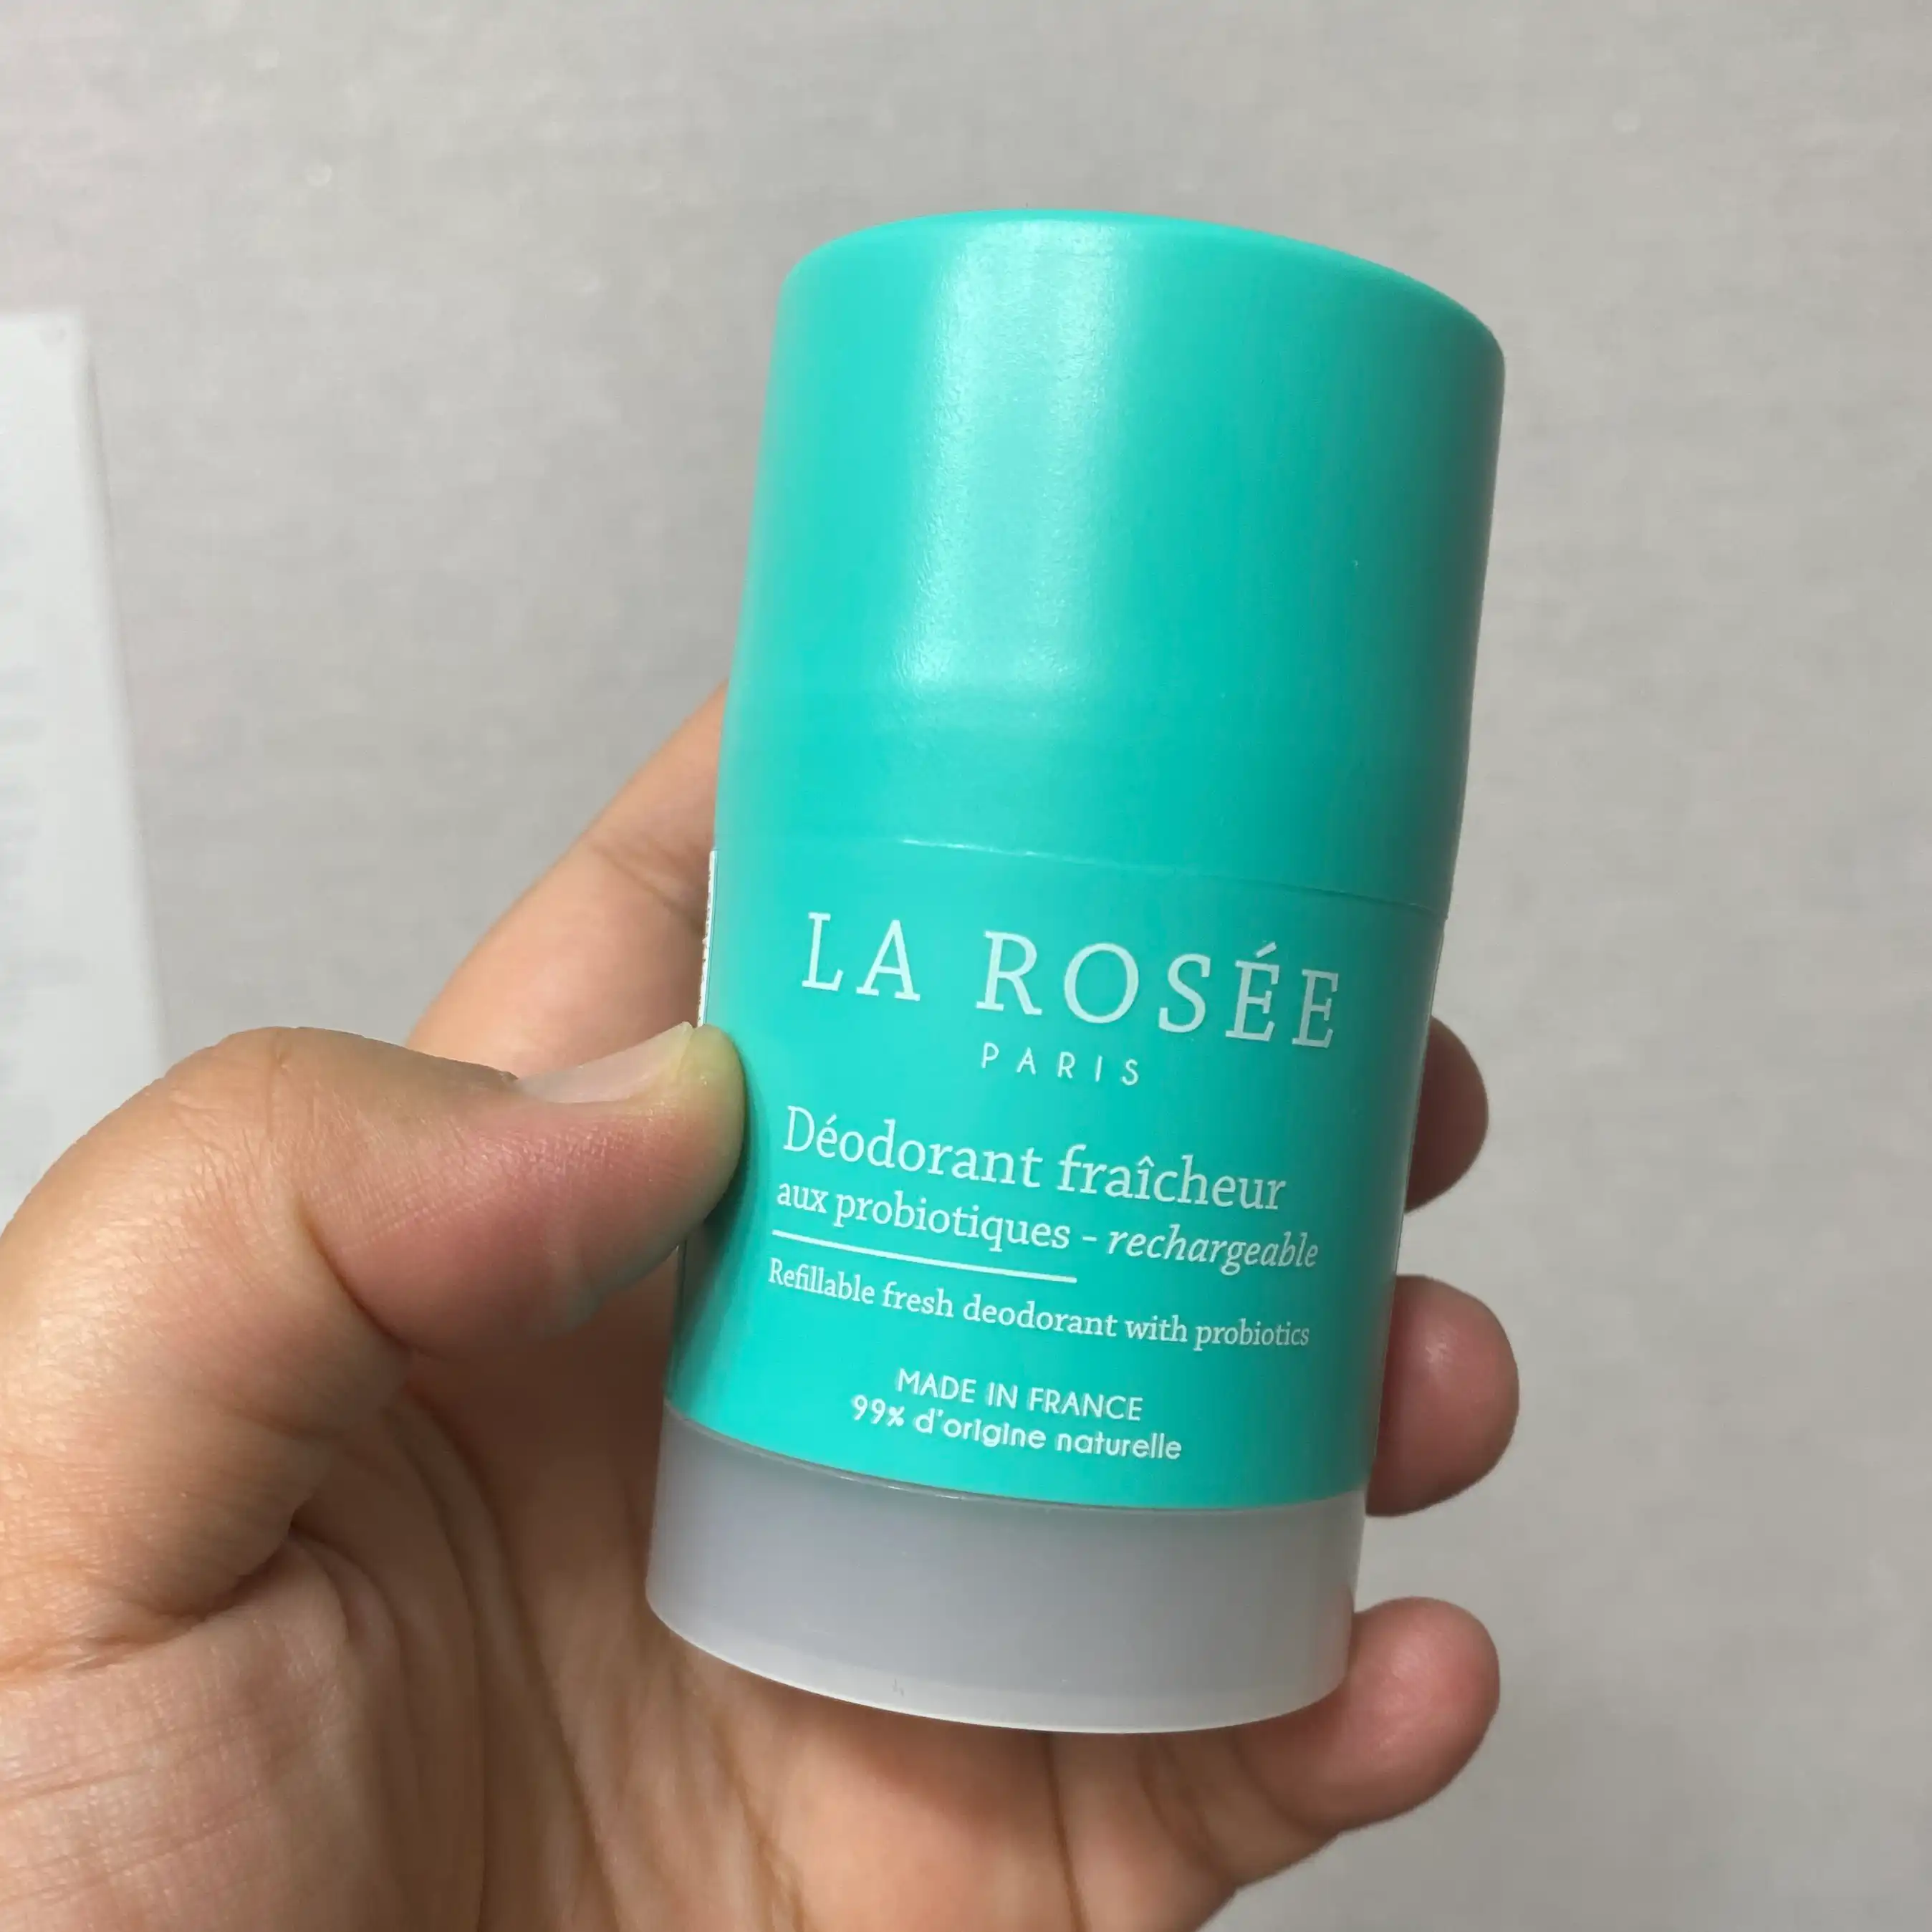 LA ROSÉE
PARIS
Déodorant fraîcheur
aux probiotiques - rechargeable
Refillable fresh deodorant with probiotics
MADE IN FRANCE
99% d'origine naturelle